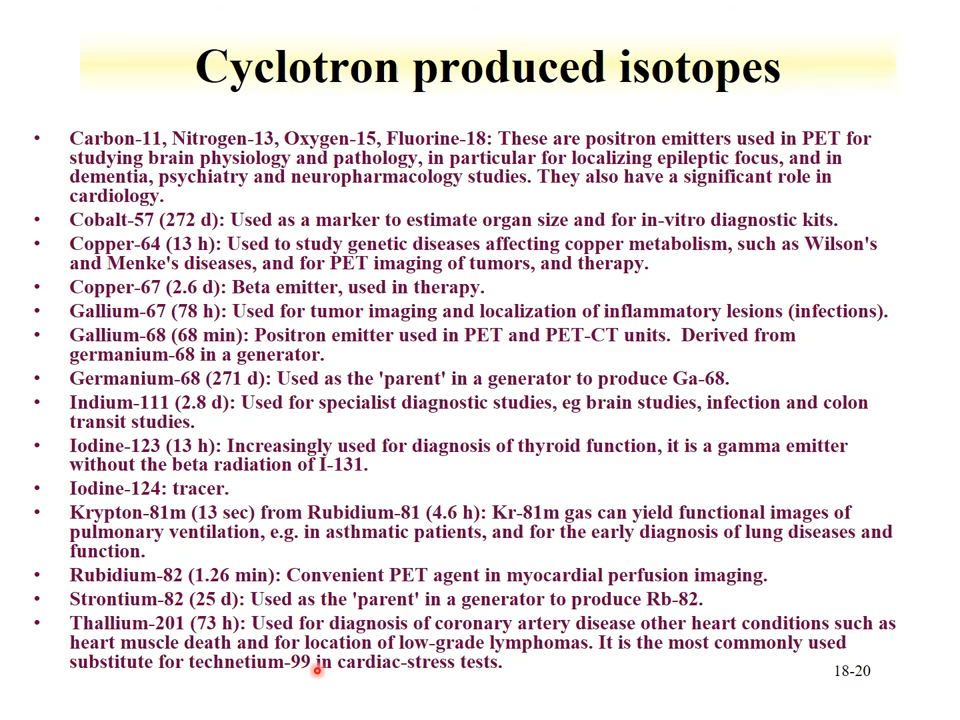 Cyclotron produced isotopes
• Carbon-11, Nitrogen-13, Oxygen-15, Fluorine-18: These are positron emitters used in PET for
studying brain physiology and pathology, in particular for localizing epileptic focus, and in
dementia, psychiatry and neuropharmacology studies. They also have a significant role in
cardiology.
• Cobalt-57 (272 d): Used as a marker to estimate organ size and for in-vitro diagnostic kits.
• Copper-64 (13 h): Used to study genetic diseases affecting copper metabolism, such as Wilson's
and Menke's diseases, and for PET imaging of tumors, and therapy.
• Copper-67 (2.6 d): Beta emitter, used in therapy.
• Gallium-67 (78 h): Used for tumor imaging and localization of inflammatory lesions (infections).
• Gallium-68 (68 min): Positron emitter used in PET and PET-CT units. Derived from
germanium-68 in a generator.
• Germanium-68 (271 d): Used as the 'parent' in a generator to produce Ga-68.
• Indium-111 (2.8 d): Used for specialist diagnostic studies, eg brain studies, infection and colon
transit studies.
• Iodine-123 (13 h): Increasingly used for diagnosis of thyroid function, it is a gamma emitter
without the beta radiation of I-131.
• Iodine-124: tracer.
• Krypton-81m (13 sec) from Rubidium-81 (4.6 h): Kr-81m gas can yield functional images of
pulmonary ventilation, e.g. in asthmatic patients, and for the early diagnosis of lung diseases and
function.
• Rubidium-82 (1.26 min): Convenient PET agent in myocardial perfusion imaging.
• Strontium-82 (25 d): Used as the 'parent' in a generator to produce Rb-82.
• Thallium-201 (73 h): Used for diagnosis of coronary artery disease other heart conditions such as
heart muscle death and for location of low-grade lymphomas. It is the most commonly used
substitute for technetium-99 in cardiac-stress tests.
18-20